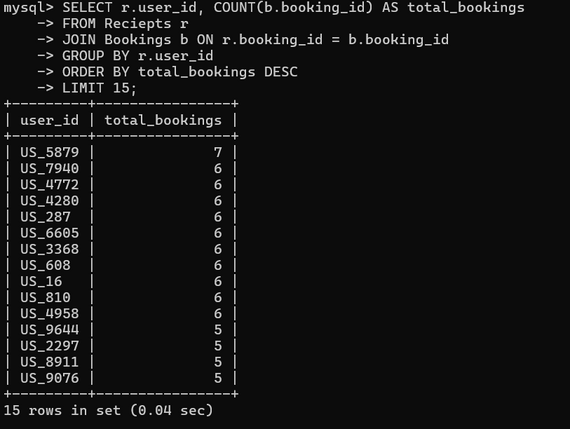 mysql> SELECT r.user_id, COUNT(b.booking_id) AS total_bookings
    -> FROM Reciepts r
    -> JOIN Bookings b ON r.booking_id = b.booking_id
    -> GROUP BY r.user_id
    -> ORDER BY total_bookings DESC
    -> LIMIT 15;
+---------+----------------+
| user_id | total_bookings |
+---------+----------------+
| US_5879 |              7 |
| US_7940 |              6 |
| US_4772 |              6 |
| US_4280 |              6 |
| US_287  |              6 |
| US_6605 |              6 |
| US_3368 |              6 |
| US_608  |              6 |
| US_16   |              6 |
| US_810  |              6 |
| US_4958 |              6 |
| US_9644 |              5 |
| US_2297 |              5 |
| US_8911 |              5 |
| US_9076 |              5 |
+---------+----------------+
15 rows in set (0.04 sec)